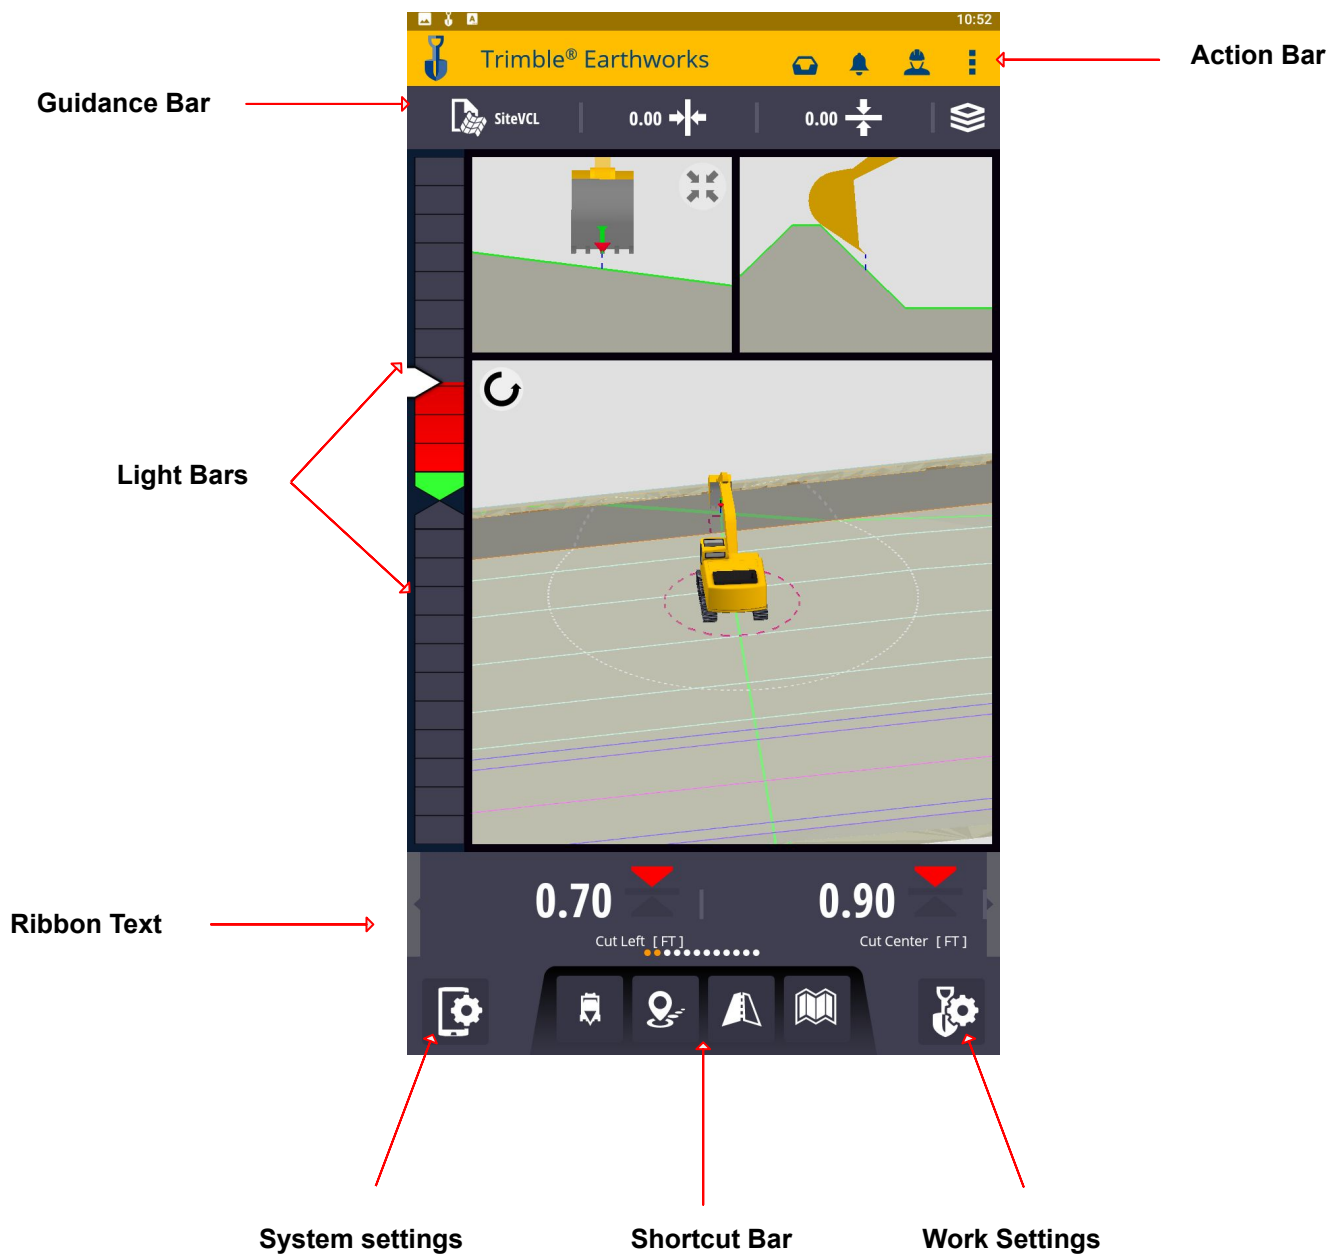 10:52
Trimble® Earthworks
Action Bar
Guidance Bar
SiteVCL
0.00
0.00
Light Bars
0.70
0.90
Ribbon Text
Cut Left [ FT ]
Cut Center [ FT ]
System settings
Shortcut Bar
Work Settings